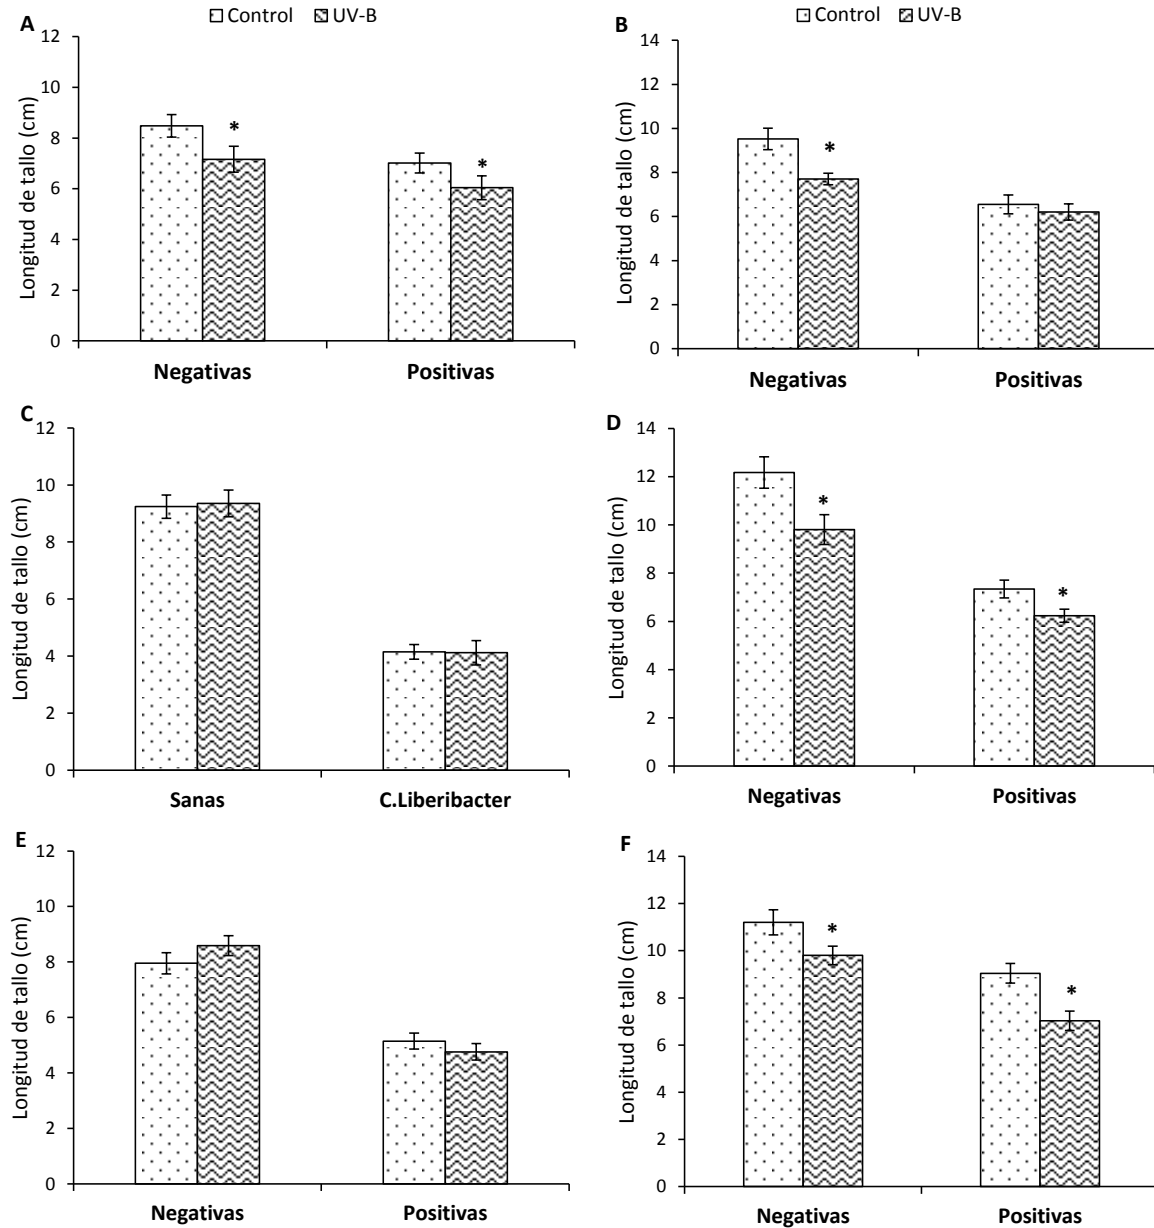 A
Control UV-B
Longitud de tallo (cm)
12
10
8
6
4
2
0
*
*
Negativas Positivas
B
Control UV-B
Longitud de tallo (cm)
14
12
10
8
6
4
2
0
*
Negativas Positivas
C
Longitud de tallo (cm)
12
10
8
6
4
2
0
Sanas C.Liberibacter
D
Longitud de tallo (cm)
14
12
10
8
6
4
2
0
*
*
Negativas Positivas
E
Longitud de tallo (cm)
12
10
8
6
4
2
0
Negativas Positivas
F
Longitud de tallo (cm)
14
12
10
8
6
4
2
0
*
*
Negativas Positivas